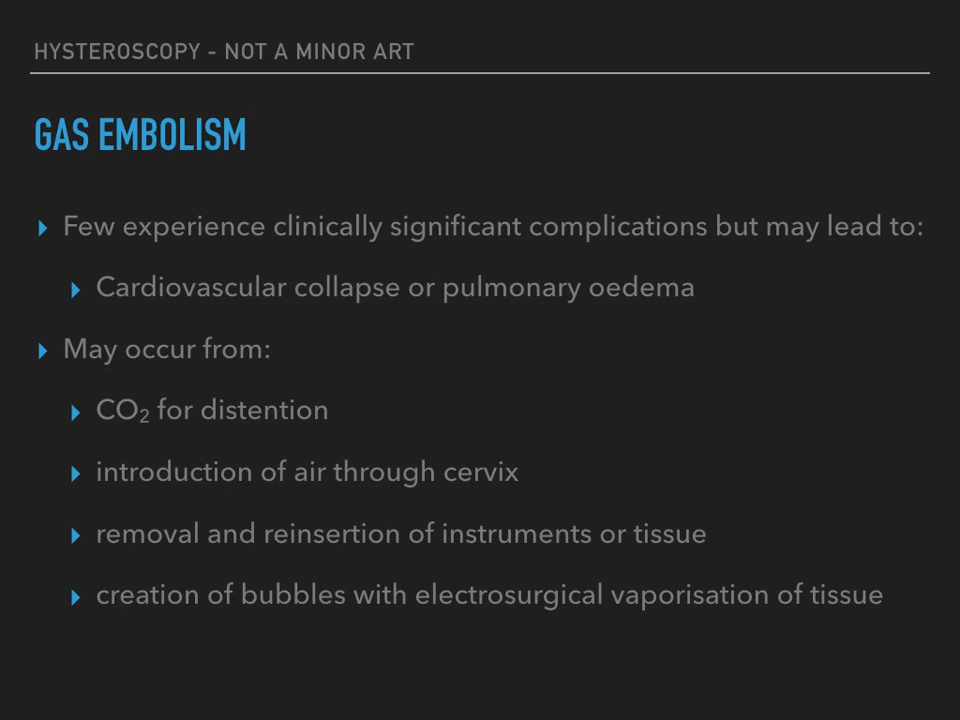 HYSTEROSCOPY - NOT A MINOR ART
GAS EMBOLISM
▸ Few experience clinically significant complications but may lead to:
▸ Cardiovascular collapse or pulmonary oedema
▸ May occur from:
▸ CO₂ for distention
▸ introduction of air through cervix
▸ removal and reinsertion of instruments or tissue
▸ creation of bubbles with electrosurgical vaporisation of tissue